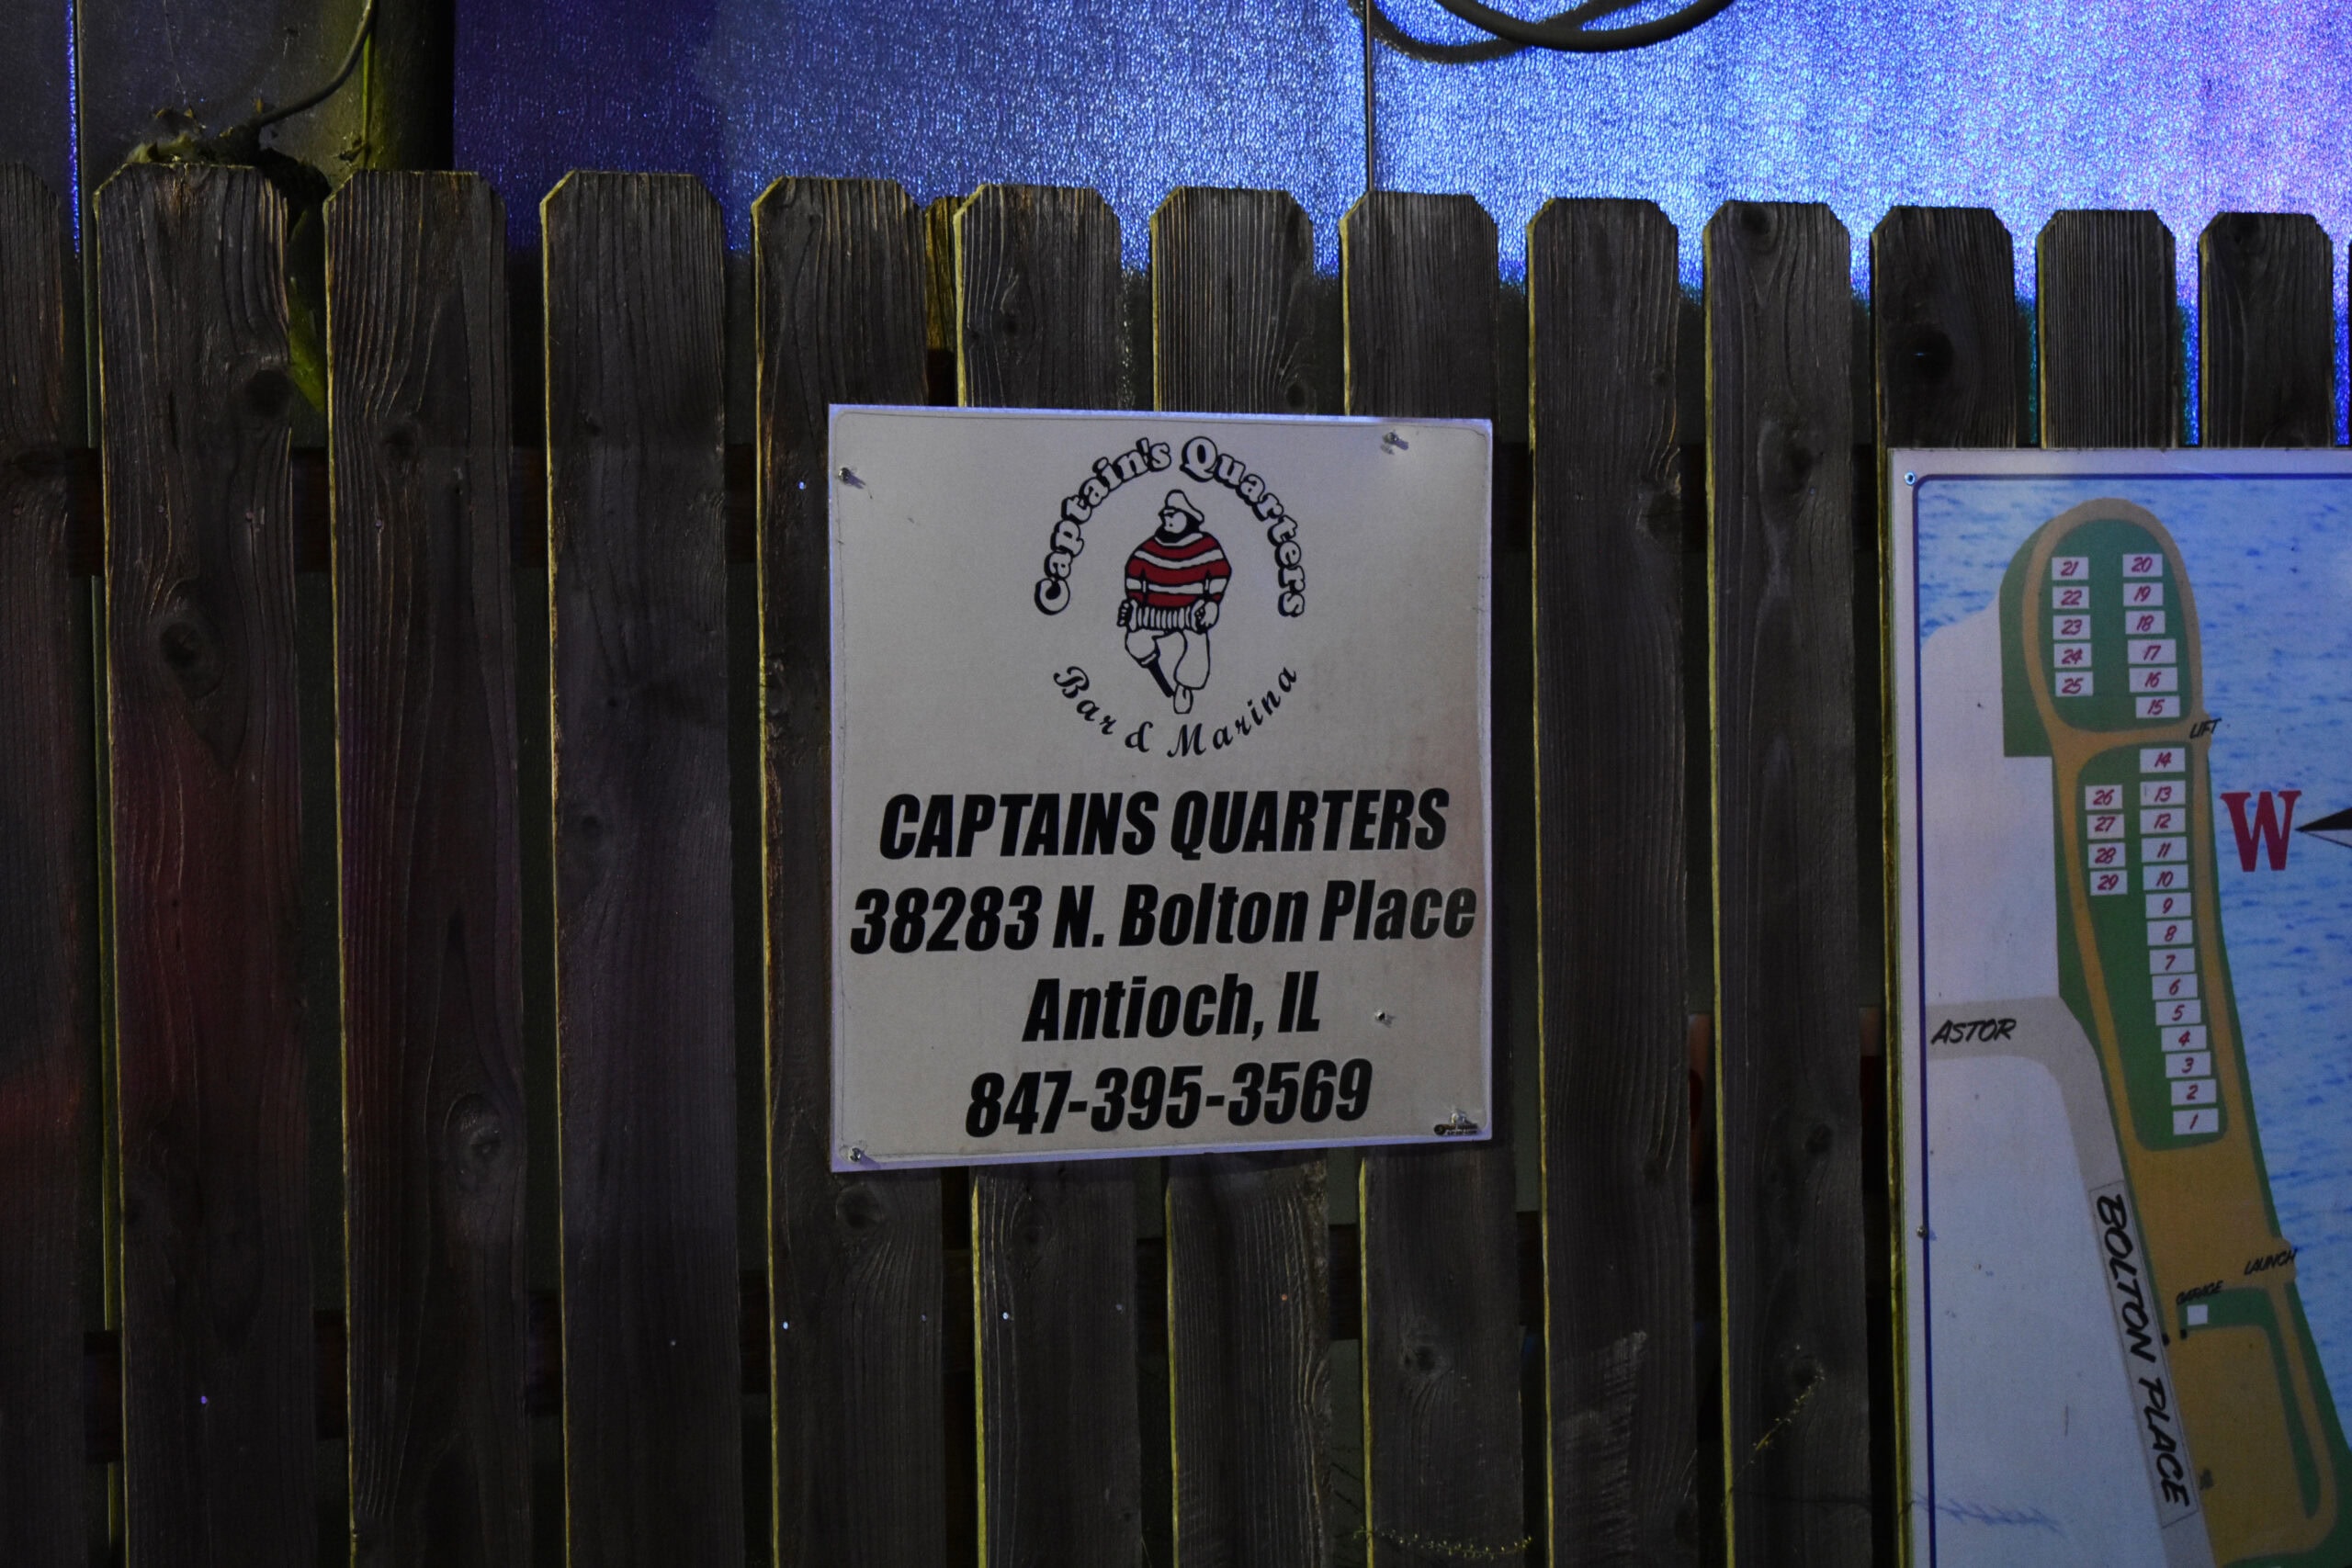 Captain's Quarters
Bar & Marina
CAPTAINS QUARTERS
38283 N. Bolton Place
Antioch, IL
847-395-3569
21 20
22 19
23 18
24 17
25 16
15
LIFT
14
26 13
27 12
28 11
29 10
9
8
7
6
5
4
3
2
1
W
ASTOR
BOLTON PLACE
LAUNCH
GARAGE